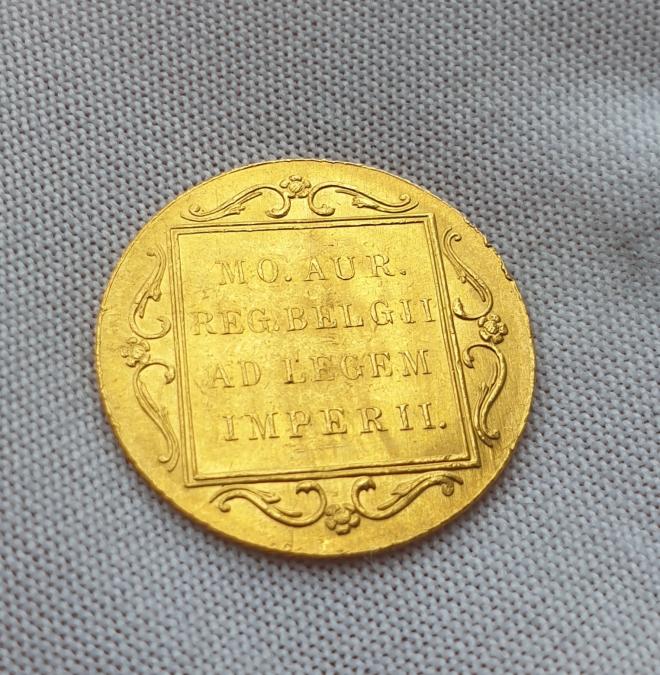 MO. AUR.
REG. BELGII
AD LEGEM
IMPERII.